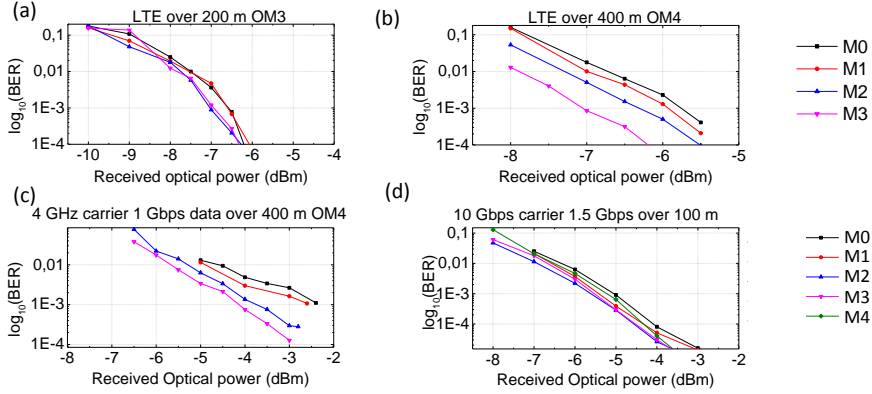 (a)
LTE over 200 m OM3
log10(BER)
0,1
0,01
1E-3
1E-4
-10 -9 -8 -7 -6 -5 -4
Received optical power (dBm)
(b)
LTE over 400 m OM4
log10(BER)
0,1
0,01
1E-3
1E-4
-8 -7 -6 -5
Received optical power (dBm)
M0
M1
M2
M3
(c)
4 GHz carrier 1 Gbps data over 400 m OM4
log10(BER)
0,01
1E-3
1E-4
-8 -7 -6 -5 -4 -3 -2
Received Optical power (dBm)
(d)
10 Gbps carrier 1.5 Gbps over 100 m
log10(BER)
0,1
0,01
1E-3
1E-4
-8 -7 -6 -5 -4 -3 -2
Received Optical power (dBm)
M0
M1
M2
M3
M4